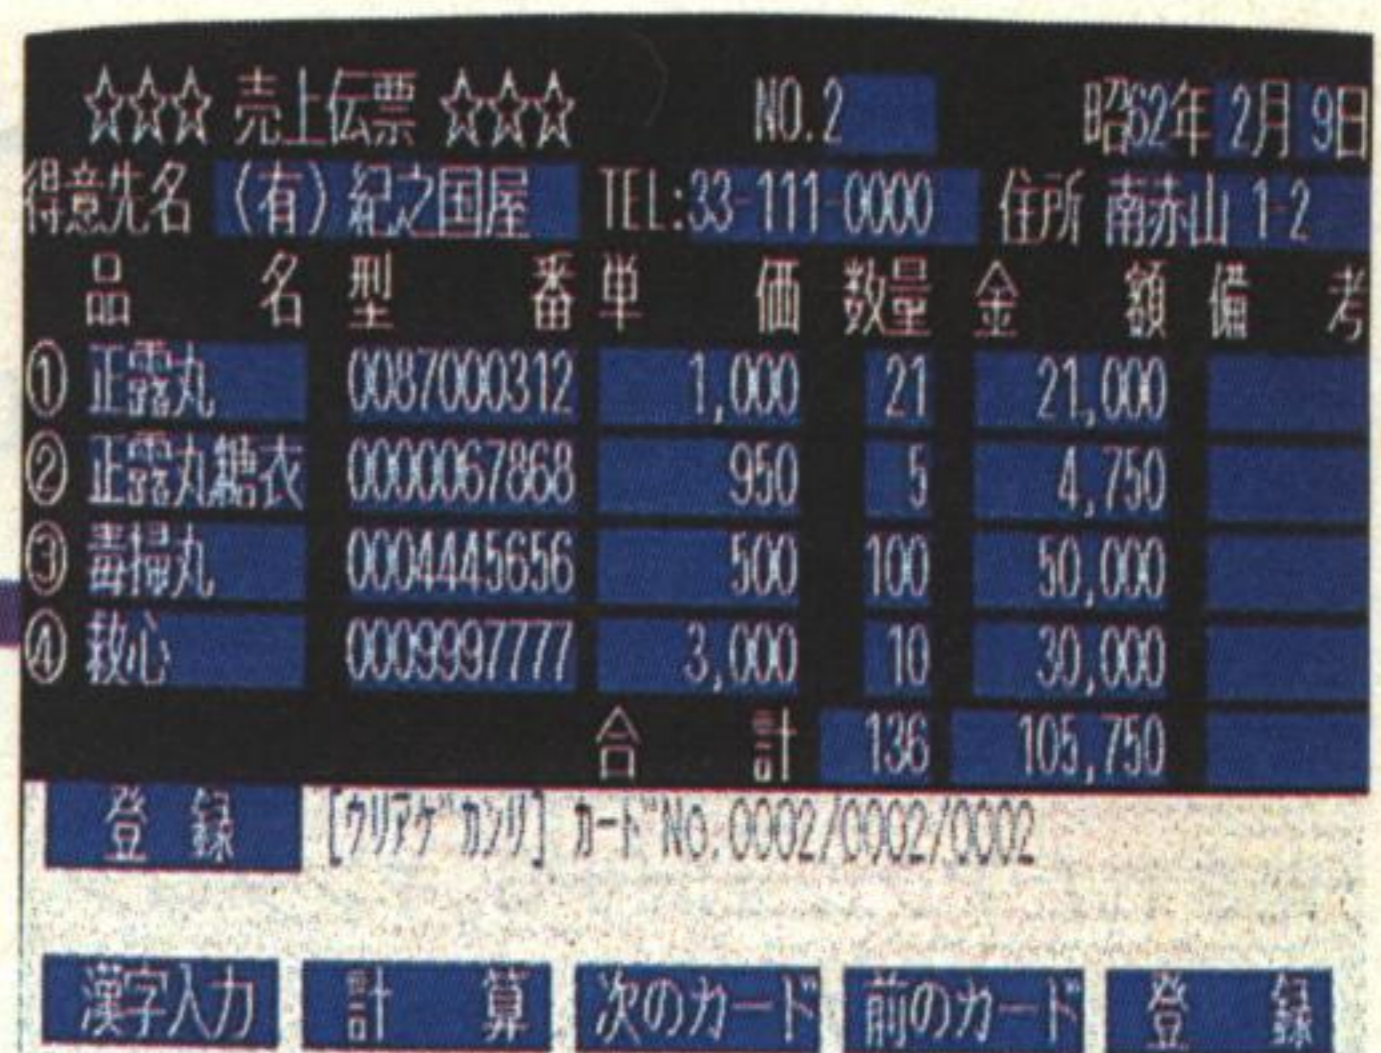 ☆☆☆ 売上伝票 ☆☆☆ NO.2 昭62年 2月 9日
得意先名 (有)紀之国屋 TEL:33-111-0000 住所 南赤山 1-2
品名 型番 単価 数量 金額 備考
① 正露丸 0087000312 1,000 21 21,000
② 正露丸糖衣 0000067868 950 5 4,750
③ 毒掃丸 0004445656 500 100 50,000
④ 救心 0009997777 3,000 10 30,000
合計 136 105,750
登録 [ウリアゲカンリ] カードNo.0002/0002/0002
漢字入力 計算 次のカード 前のカード 登録